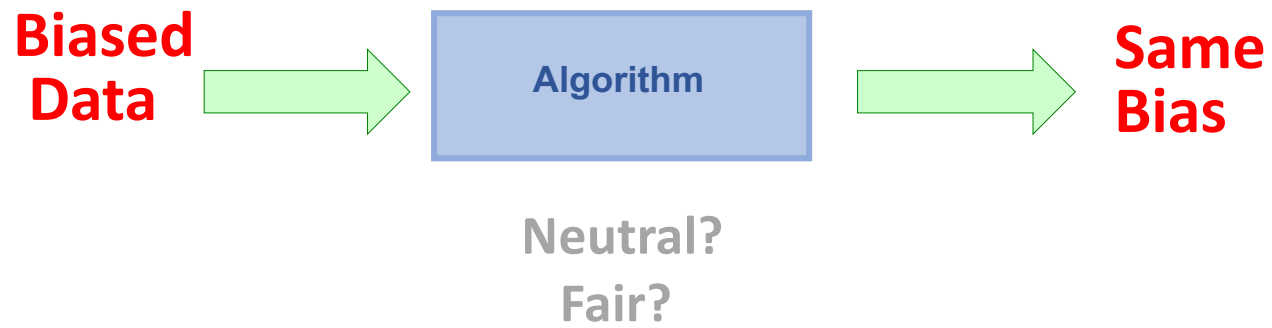 Biased
Data
Algorithm
Same
Bias
Neutral?
Fair?